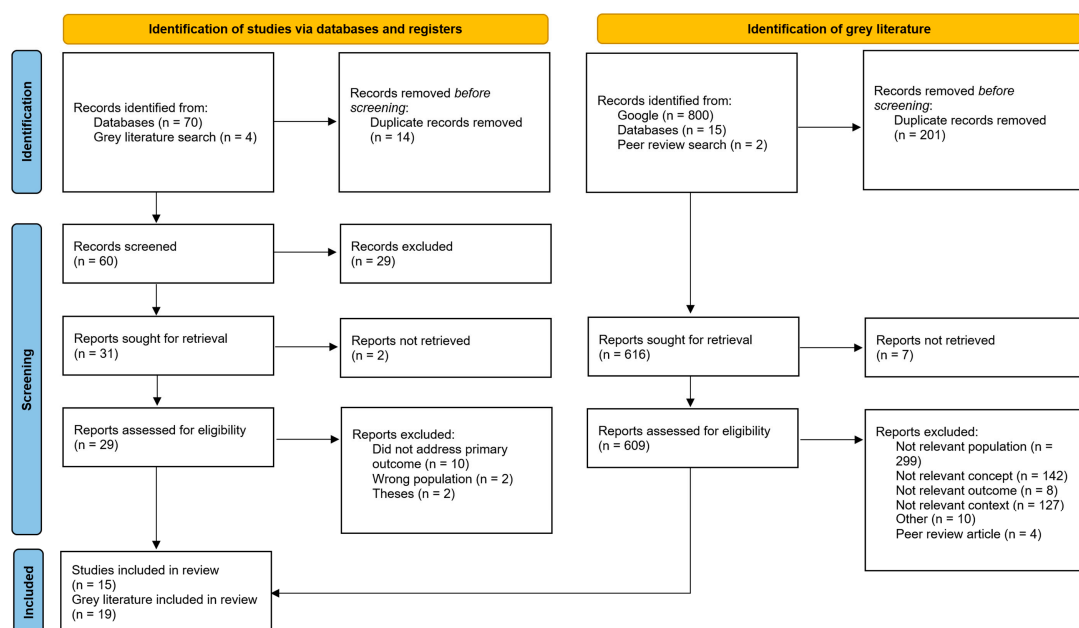 Identification of studies via databases and registers
Identification of grey literature
Identification
Records identified from:
Databases (n = 70)
Grey literature search (n = 4)
Records removed before
screening:
Duplicate records removed
(n = 14)
Records identified from:
Google (n = 800)
Databases (n = 15)
Peer review search (n = 2)
Records removed before
screening:
Duplicate records removed
(n = 201)
Screening
Records screened
(n = 60)
Records excluded
(n = 29)
Reports sought for retrieval
(n = 31)
Reports not retrieved
(n = 2)
Reports sought for retrieval
(n = 616)
Reports not retrieved
(n = 7)
Reports assessed for eligibility
(n = 29)
Reports excluded:
Did not address primary
outcome (n = 10)
Wrong population (n = 2)
Theses (n = 2)
Reports assessed for eligibility
(n = 609)
Reports excluded:
Not relevant population (n =
299)
Not relevant concept (n = 142)
Not relevant outcome (n = 8)
Not relevant context (n = 127)
Other (n = 10)
Peer review article (n = 4)
Included
Studies included in review
(n = 15)
Grey literature included in review
(n = 19)